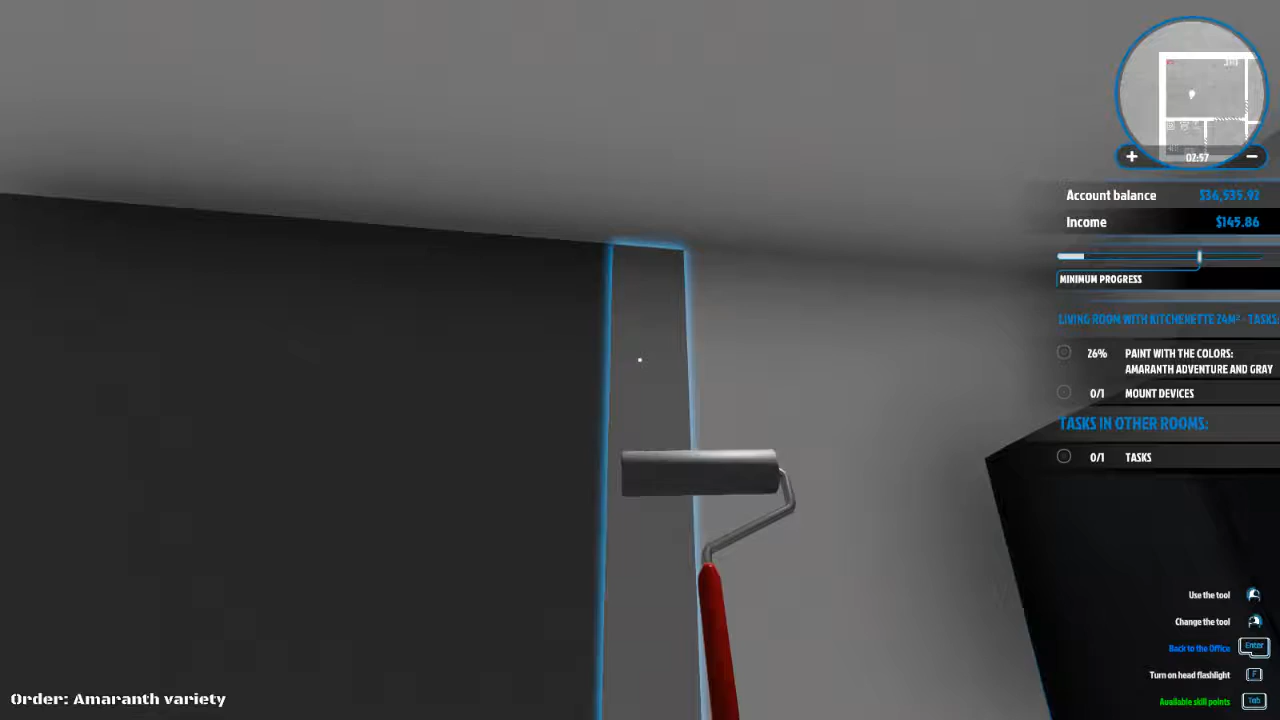 + 02:57 −
Account balance $36,535.92
Income $145.86
MINIMUM PROGRESS
LIVING ROOM WITH KITCHENETTE 24M² - TASKS:
26% PAINT WITH THE COLORS:
AMARANTH ADVENTURE AND GRAY
0/1 MOUNT DEVICES
TASKS IN OTHER ROOMS:
0/1 TASKS
Use the tool
Change the tool
Back to the Office Enter
Turn on head flashlight F
Available skill points Tab
Order: Amaranth variety